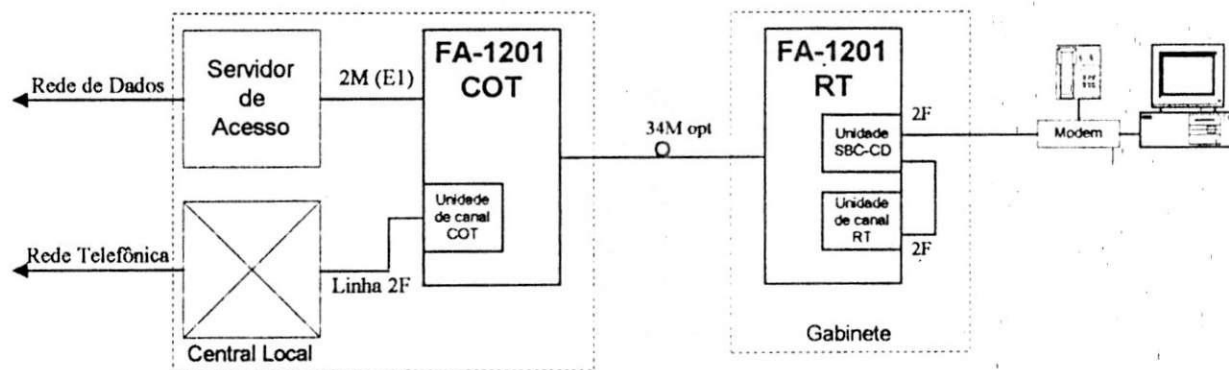 Servidor
de
Acesso
Rede de Dados
2M (E1)
FA-1201
COT
Unidade
de canal
COT
Rede Telefônica
Linha 2F
Central Local
34M opt
FA-1201
RT
Unidade
SBC-CD
Unidade
de canal
RT
2F
2F
Gabinete
Modem